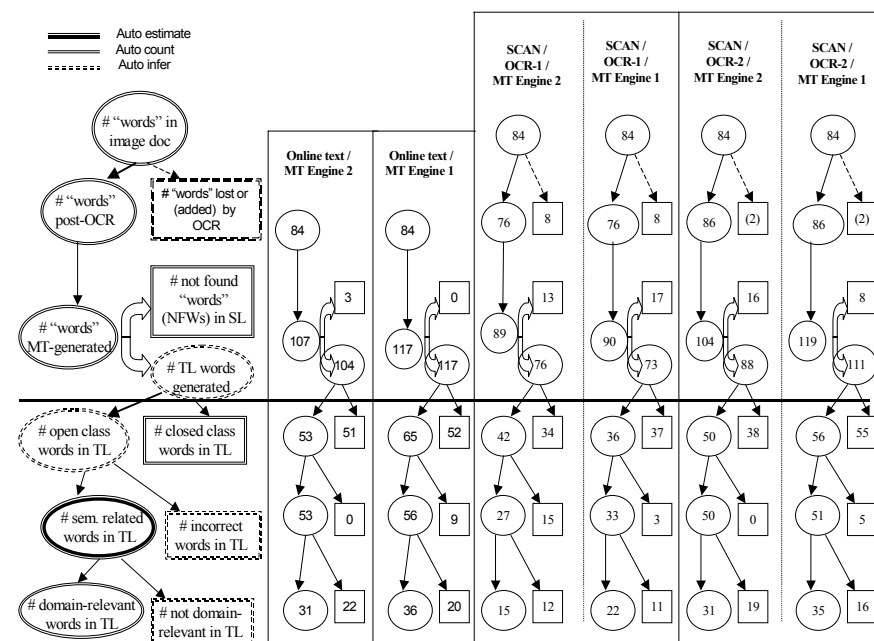 Auto estimate
Auto count
Auto infer
SCAN /
OCR-1 /
MT Engine 2
SCAN /
OCR-1 /
MT Engine 1
SCAN /
OCR-2 /
MT Engine 2
SCAN /
OCR-2 /
MT Engine 1
Online text /
MT Engine 2
Online text /
MT Engine 1
# “words” in
image doc
84
84
84
84
# “words”
post-OCR
# “words” lost or
(added) by
OCR
84
84
76
8
76
8
86
(2)
86
(2)
# “words”
MT-generated
# not found
“words”
(NFWs) in SL
# TL words
generated
107
3
104
117
0
117
89
13
76
90
17
73
104
16
88
119
8
111
# open class
words in TL
# closed class
words in TL
53
51
65
52
42
34
36
37
50
38
56
55
# sem. related
words in TL
# incorrect
words in TL
53
0
56
9
27
15
33
3
50
0
51
5
# domain-relevant
words in TL
# not domain-
relevant in TL
31
22
36
20
15
12
22
11
31
19
35
16